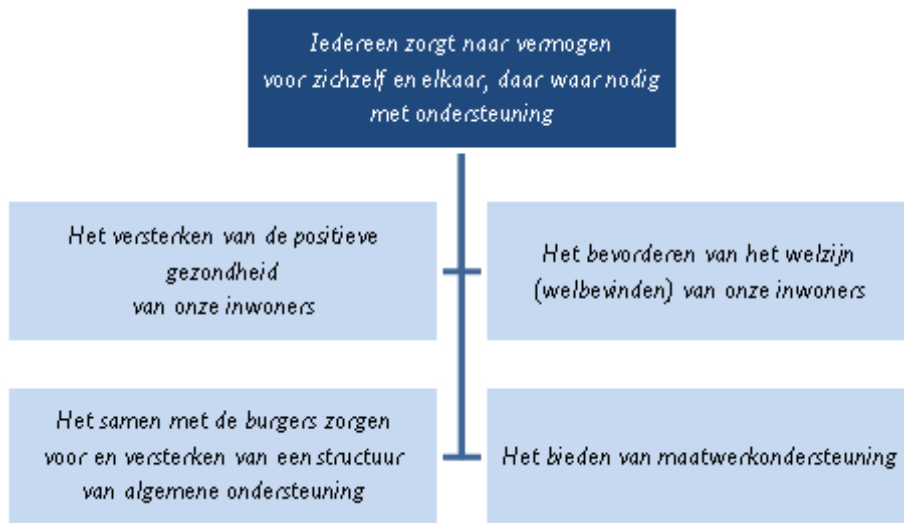 Iedereen zorgt naar vermogen
voor zichzelf en elkaar, daar waar nodig
met ondersteuning
Het versterken van de positieve
gezondheid
van onze inwoners
Het bevorderen van het welzijn
(welbevinden) van onze inwoners
Het samen met de burgers zorgen
voor en versterken van een structuur
van algemene ondersteuning
Het bieden van maatwerkondersteuning